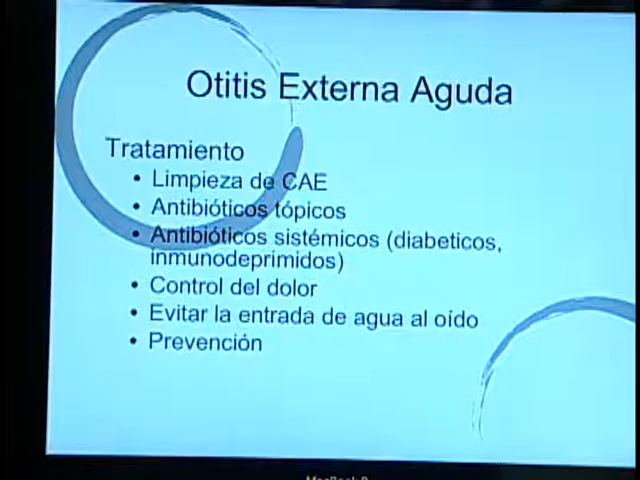 Otitis Externa Aguda
Tratamiento
• Limpieza de CAE
• Antibióticos tópicos
• Antibióticos sistémicos (diabeticos,
inmunodeprimidos)
• Control del dolor
• Evitar la entrada de agua al oído
• Prevención